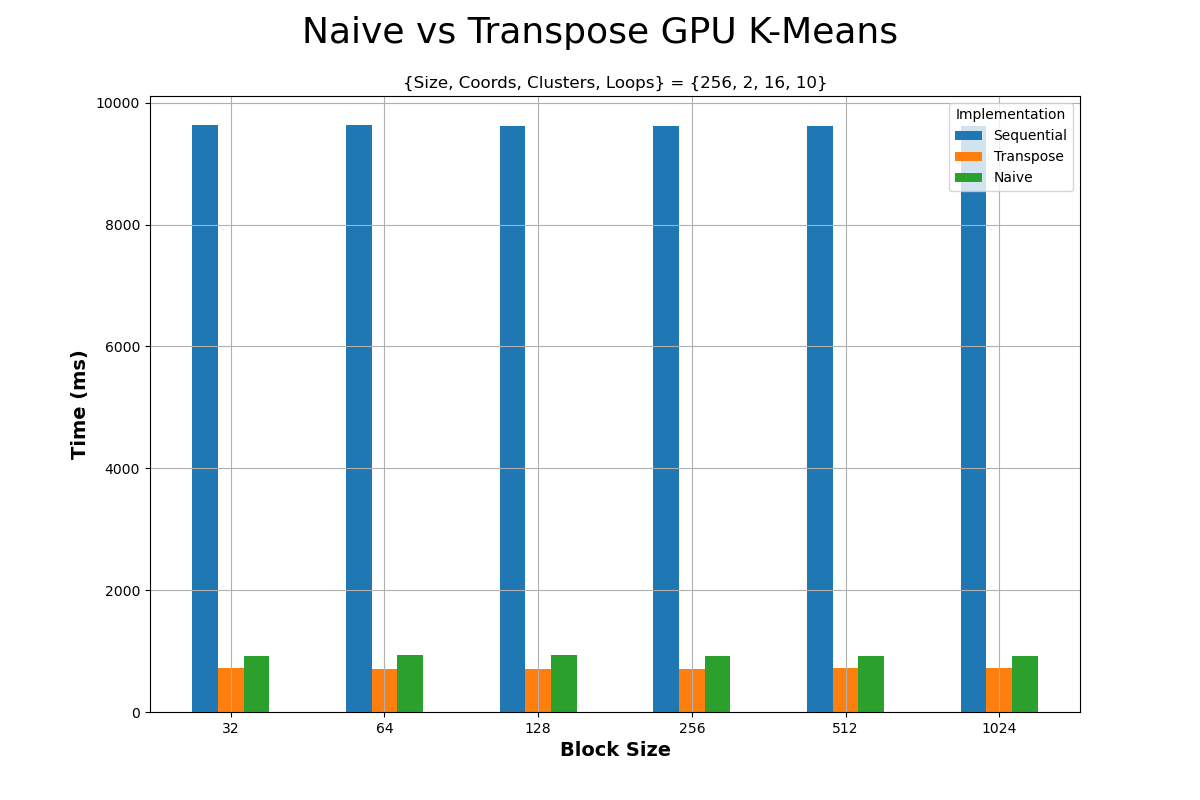 Naive vs Transpose GPU K-Means
{Size, Coords, Clusters, Loops} = {256, 2, 16, 10}
10000
8000
6000
4000
2000
0
Time (ms)
Implementation
Sequential
Transpose
Naive
32 64 128 256 512 1024
Block Size